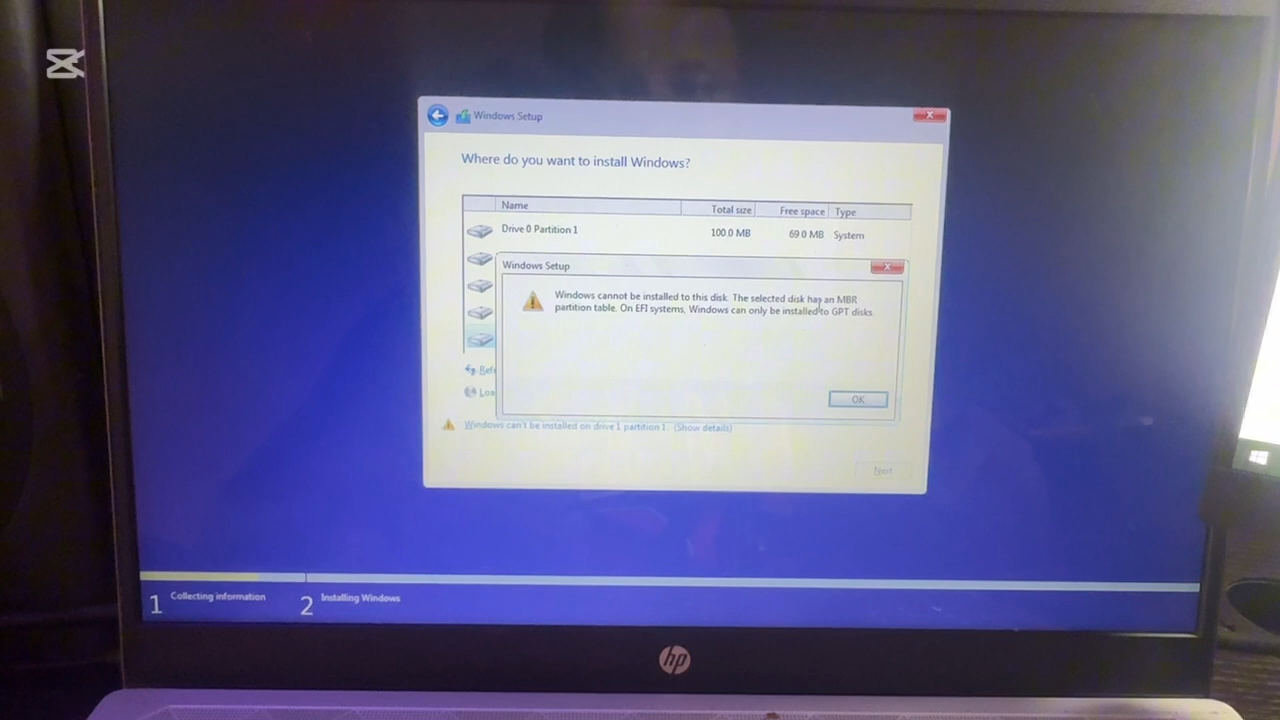 Windows Setup
Where do you want to install Windows?
Name Total size Free space Type
Drive 0 Partition 1 100.0 MB 69.0 MB System
Windows Setup
Windows cannot be installed to this disk. The selected disk has an MBR
partition table. On EFI systems, Windows can only be installed to GPT disks.
OK
Windows can't be installed on drive 1 partition 1. (Show details)
Next
1 Collecting information
2 Installing Windows
hp